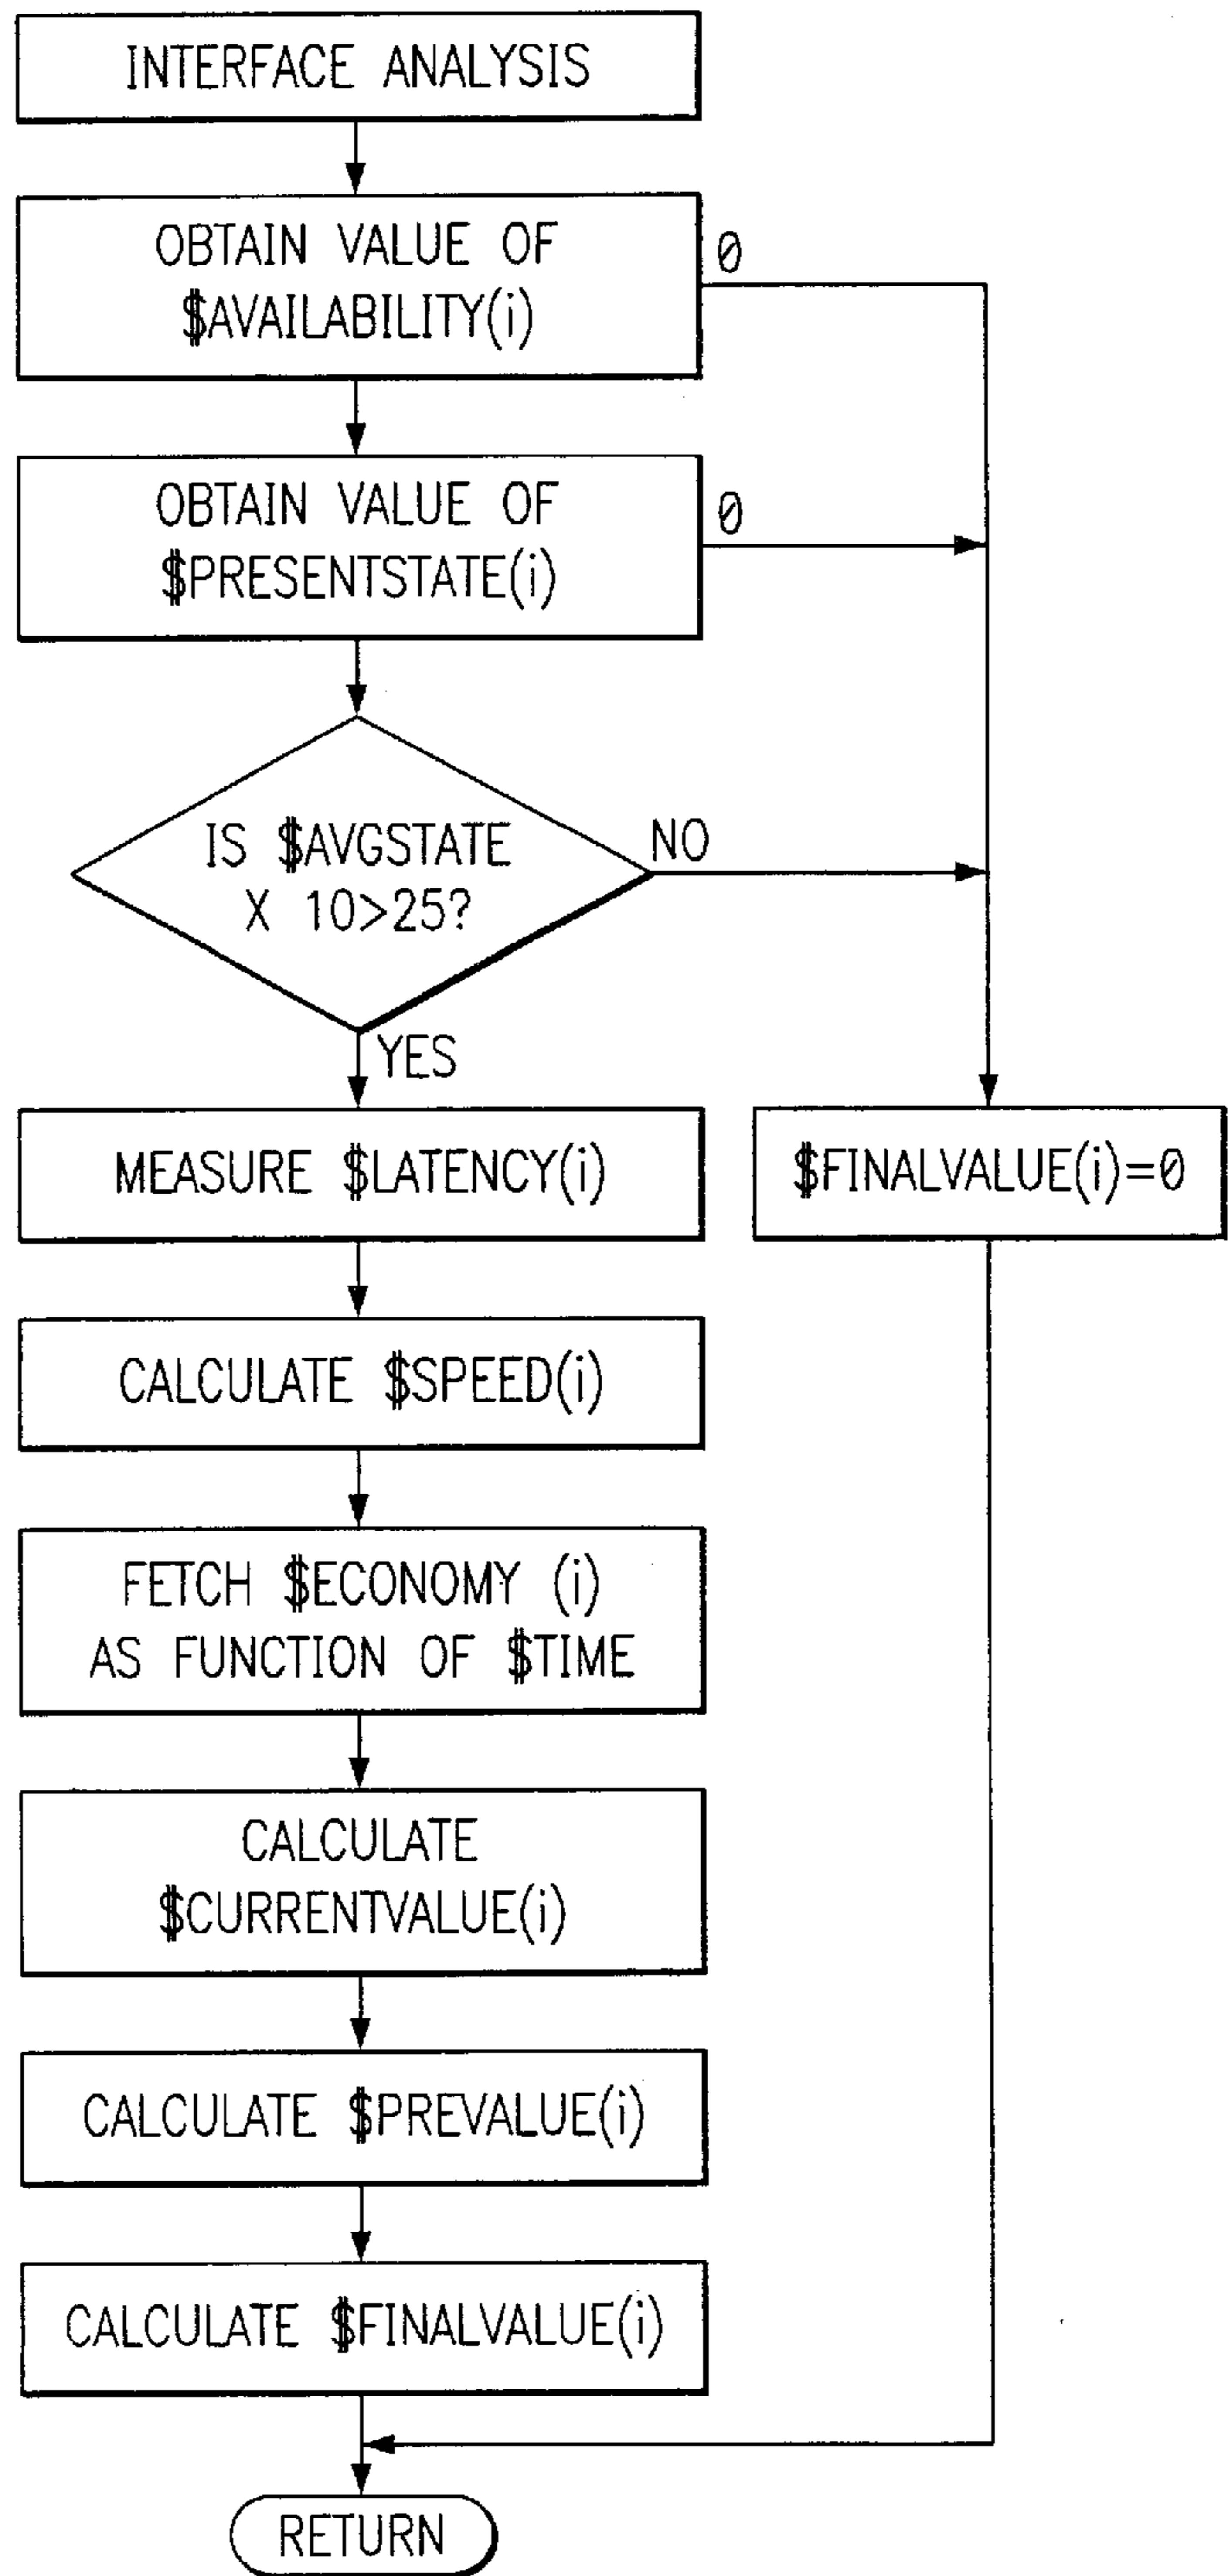 INTERFACE ANALYSIS
OBTAIN VALUE OF
$AVAILABILITY(i)
0
OBTAIN VALUE OF
$PRESENTSTATE(i)
0
IS $AVGSTATE
X 10>25?
NO
YES
MEASURE $LATENCY(i)
$FINALVALUE(i)=0
CALCULATE $SPEED(i)
FETCH $ECONOMY (i)
AS FUNCTION OF $TIME
CALCULATE
$CURRENTVALUE(i)
CALCULATE $PREVALUE(i)
CALCULATE $FINALVALUE(i)
RETURN